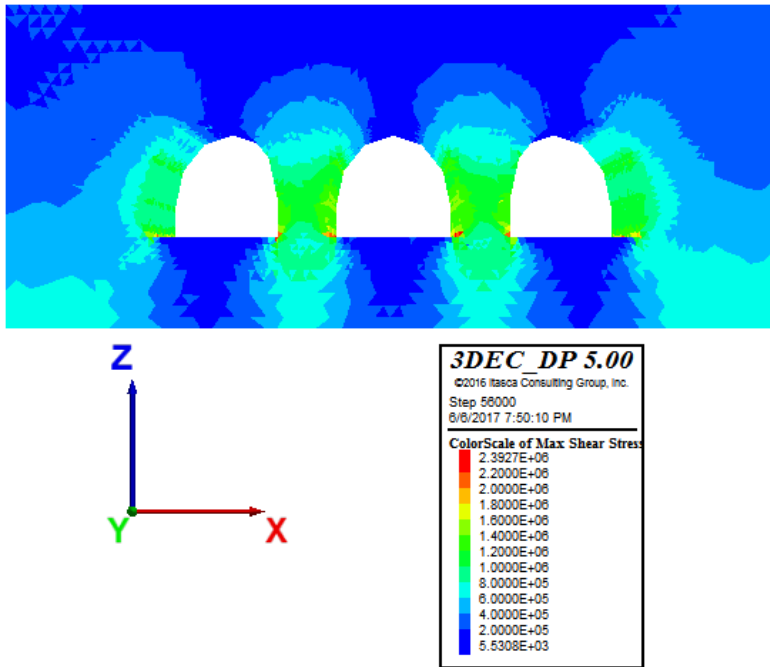 Z
Y
X
3DEC_DP 5.00
©2016 Itasca Consulting Group, Inc.
Step 56000
6/6/2017 7:50:10 PM
ColorScale of Max Shear Stress
2.3927E+06
2.2000E+06
2.0000E+06
1.8000E+06
1.6000E+06
1.4000E+06
1.2000E+06
1.0000E+06
8.0000E+05
6.0000E+05
4.0000E+05
2.0000E+05
5.5308E+03